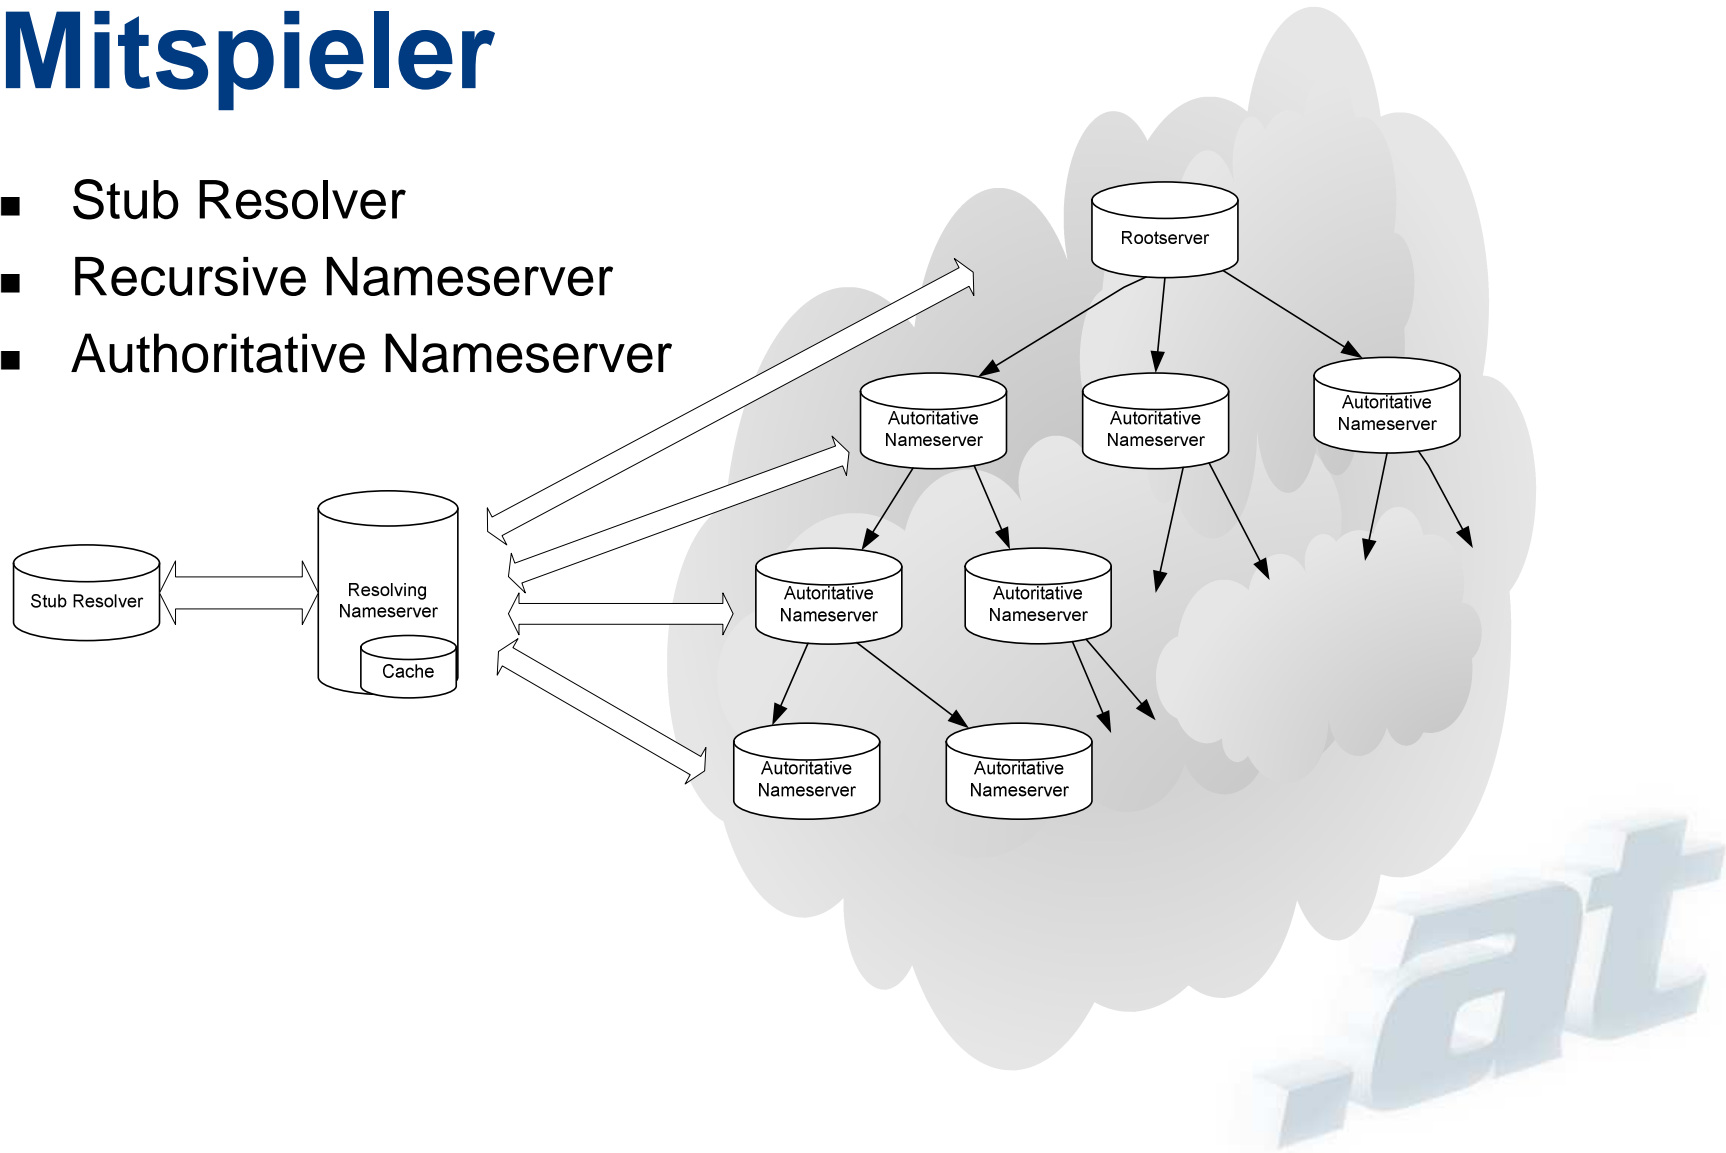 Mitspieler
Stub Resolver
Recursive Nameserver
Authoritative Nameserver
Rootserver
Autoritative
Nameserver
Autoritative
Nameserver
Autoritative
Nameserver
Stub Resolver
Resolving
Nameserver
Cache
Autoritative
Nameserver
Autoritative
Nameserver
Autoritative
Nameserver
Autoritative
Nameserver
.at